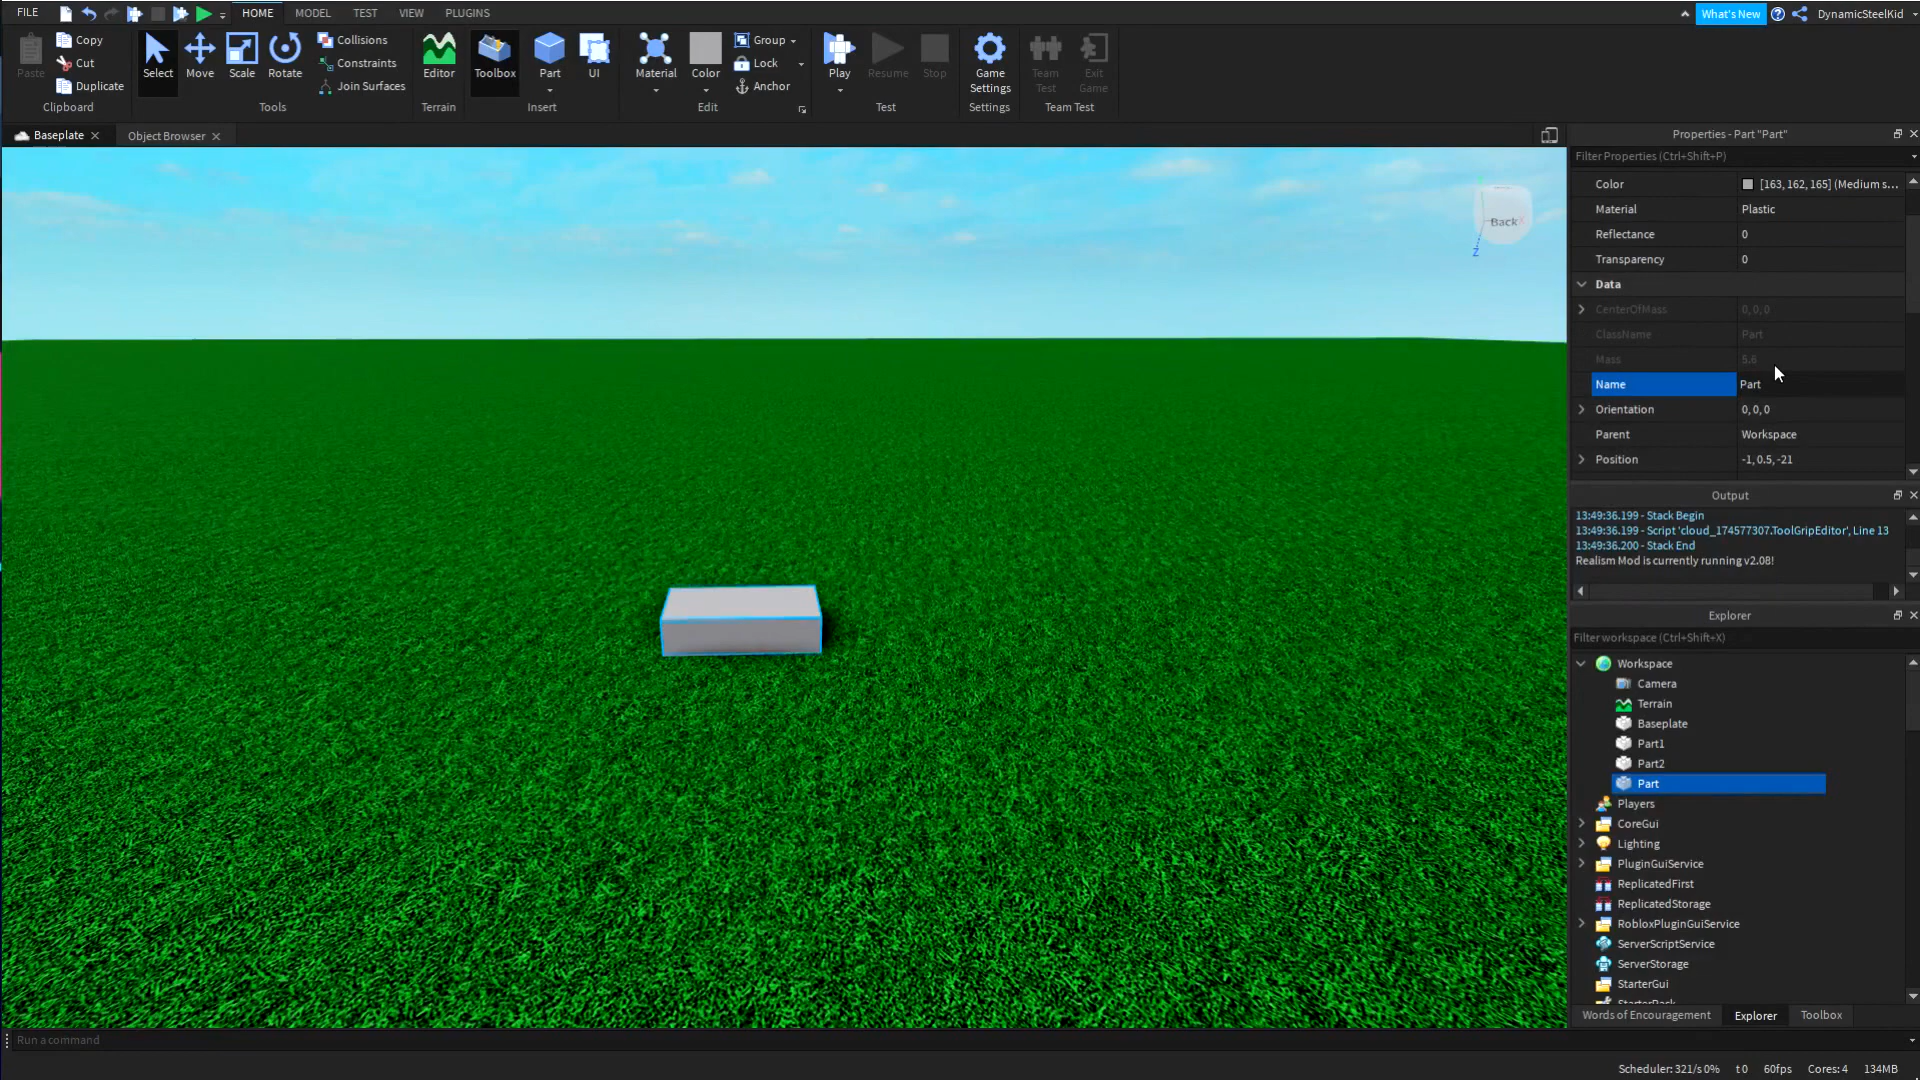 FILE
HOME
MODEL
TEST
VIEW
PLUGINS
What's New
DynamicSteelKid
Paste
Copy
Cut
Duplicate
Clipboard
Select
Move
Scale
Rotate
Collisions
Constraints
Join Surfaces
Tools
Editor
Terrain
Toolbox
Part
UI
Insert
Material
Color
Group
Lock
Anchor
Edit
Play
Resume
Stop
Test
Game
Settings
Settings
Team
Test
Exit
Game
Team Test
Baseplate
Object Browser
Back
Z
Properties - Part "Part"
Filter Properties (Ctrl+Shift+P)
Color [163, 162, 165] (Medium s...
Material Plastic
Reflectance 0
Transparency 0
Data
CenterOfMass 0, 0, 0
ClassName Part
Mass 5.6
Name Part
Orientation 0, 0, 0
Parent Workspace
Position -1, 0.5, -21
Output
13:49:36.199 - Stack Begin
13:49:36.199 - Script 'cloud_174577307.ToolGripEditor', Line 13
13:49:36.200 - Stack End
Realism Mod is currently running v2.08!
Explorer
Filter workspace (Ctrl+Shift+X)
Workspace
Camera
Terrain
Baseplate
Part1
Part2
Part
Players
CoreGui
Lighting
PluginGuiService
ReplicatedFirst
ReplicatedStorage
RobloxPluginGuiService
ServerScriptService
ServerStorage
StarterGui
StarterPack
Words of Encouragement
Explorer
Toolbox
Run a command
Scheduler: 321/s 0% t 0 60fps Cores: 4 134MB